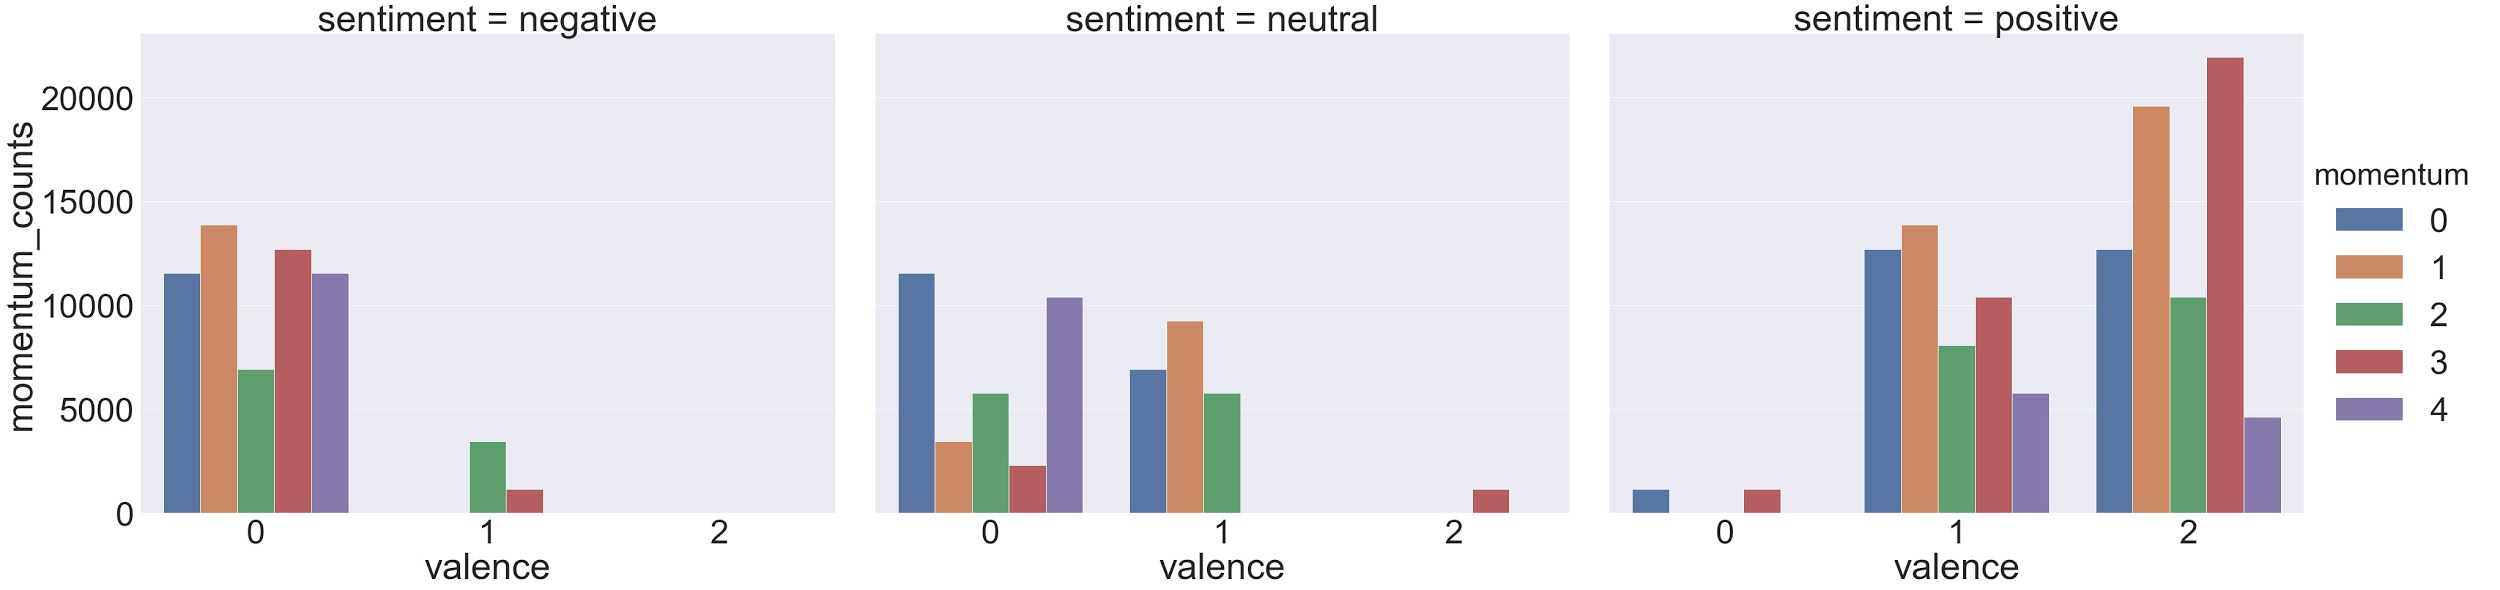 sentiment = negative
sentiment = neutral
sentiment = positive
momentum_counts
20000
15000
10000
5000
0
0 1 2
valence
0 1 2
valence
0 1 2
valence
momentum
0
1
2
3
4